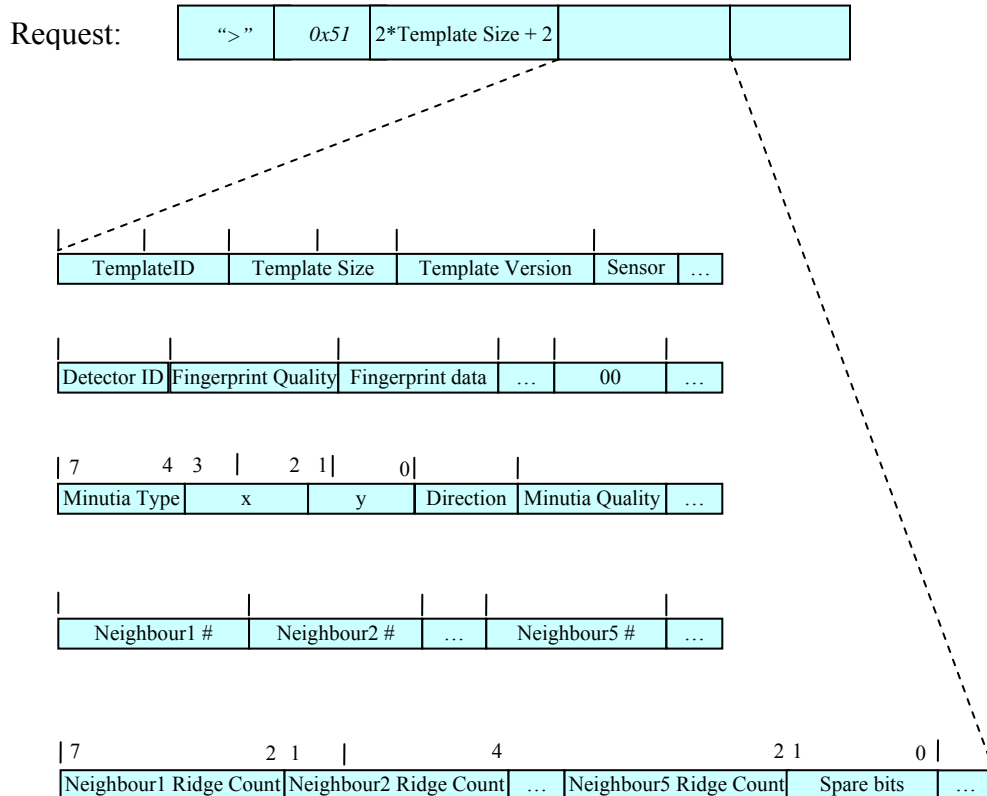 Request: “>” 0x51 2*Template Size + 2
TemplateID Template Size Template Version Sensor …
Detector ID Fingerprint Quality Fingerprint data … 00 …
7 4 3 2 1 0
Minutia Type x y Direction Minutia Quality …
Neighbour1 # Neighbour2 # … Neighbour5 # …
7 2 1 4 2 1 0
Neighbour1 Ridge Count Neighbour2 Ridge Count … Neighbour5 Ridge Count Spare bits …